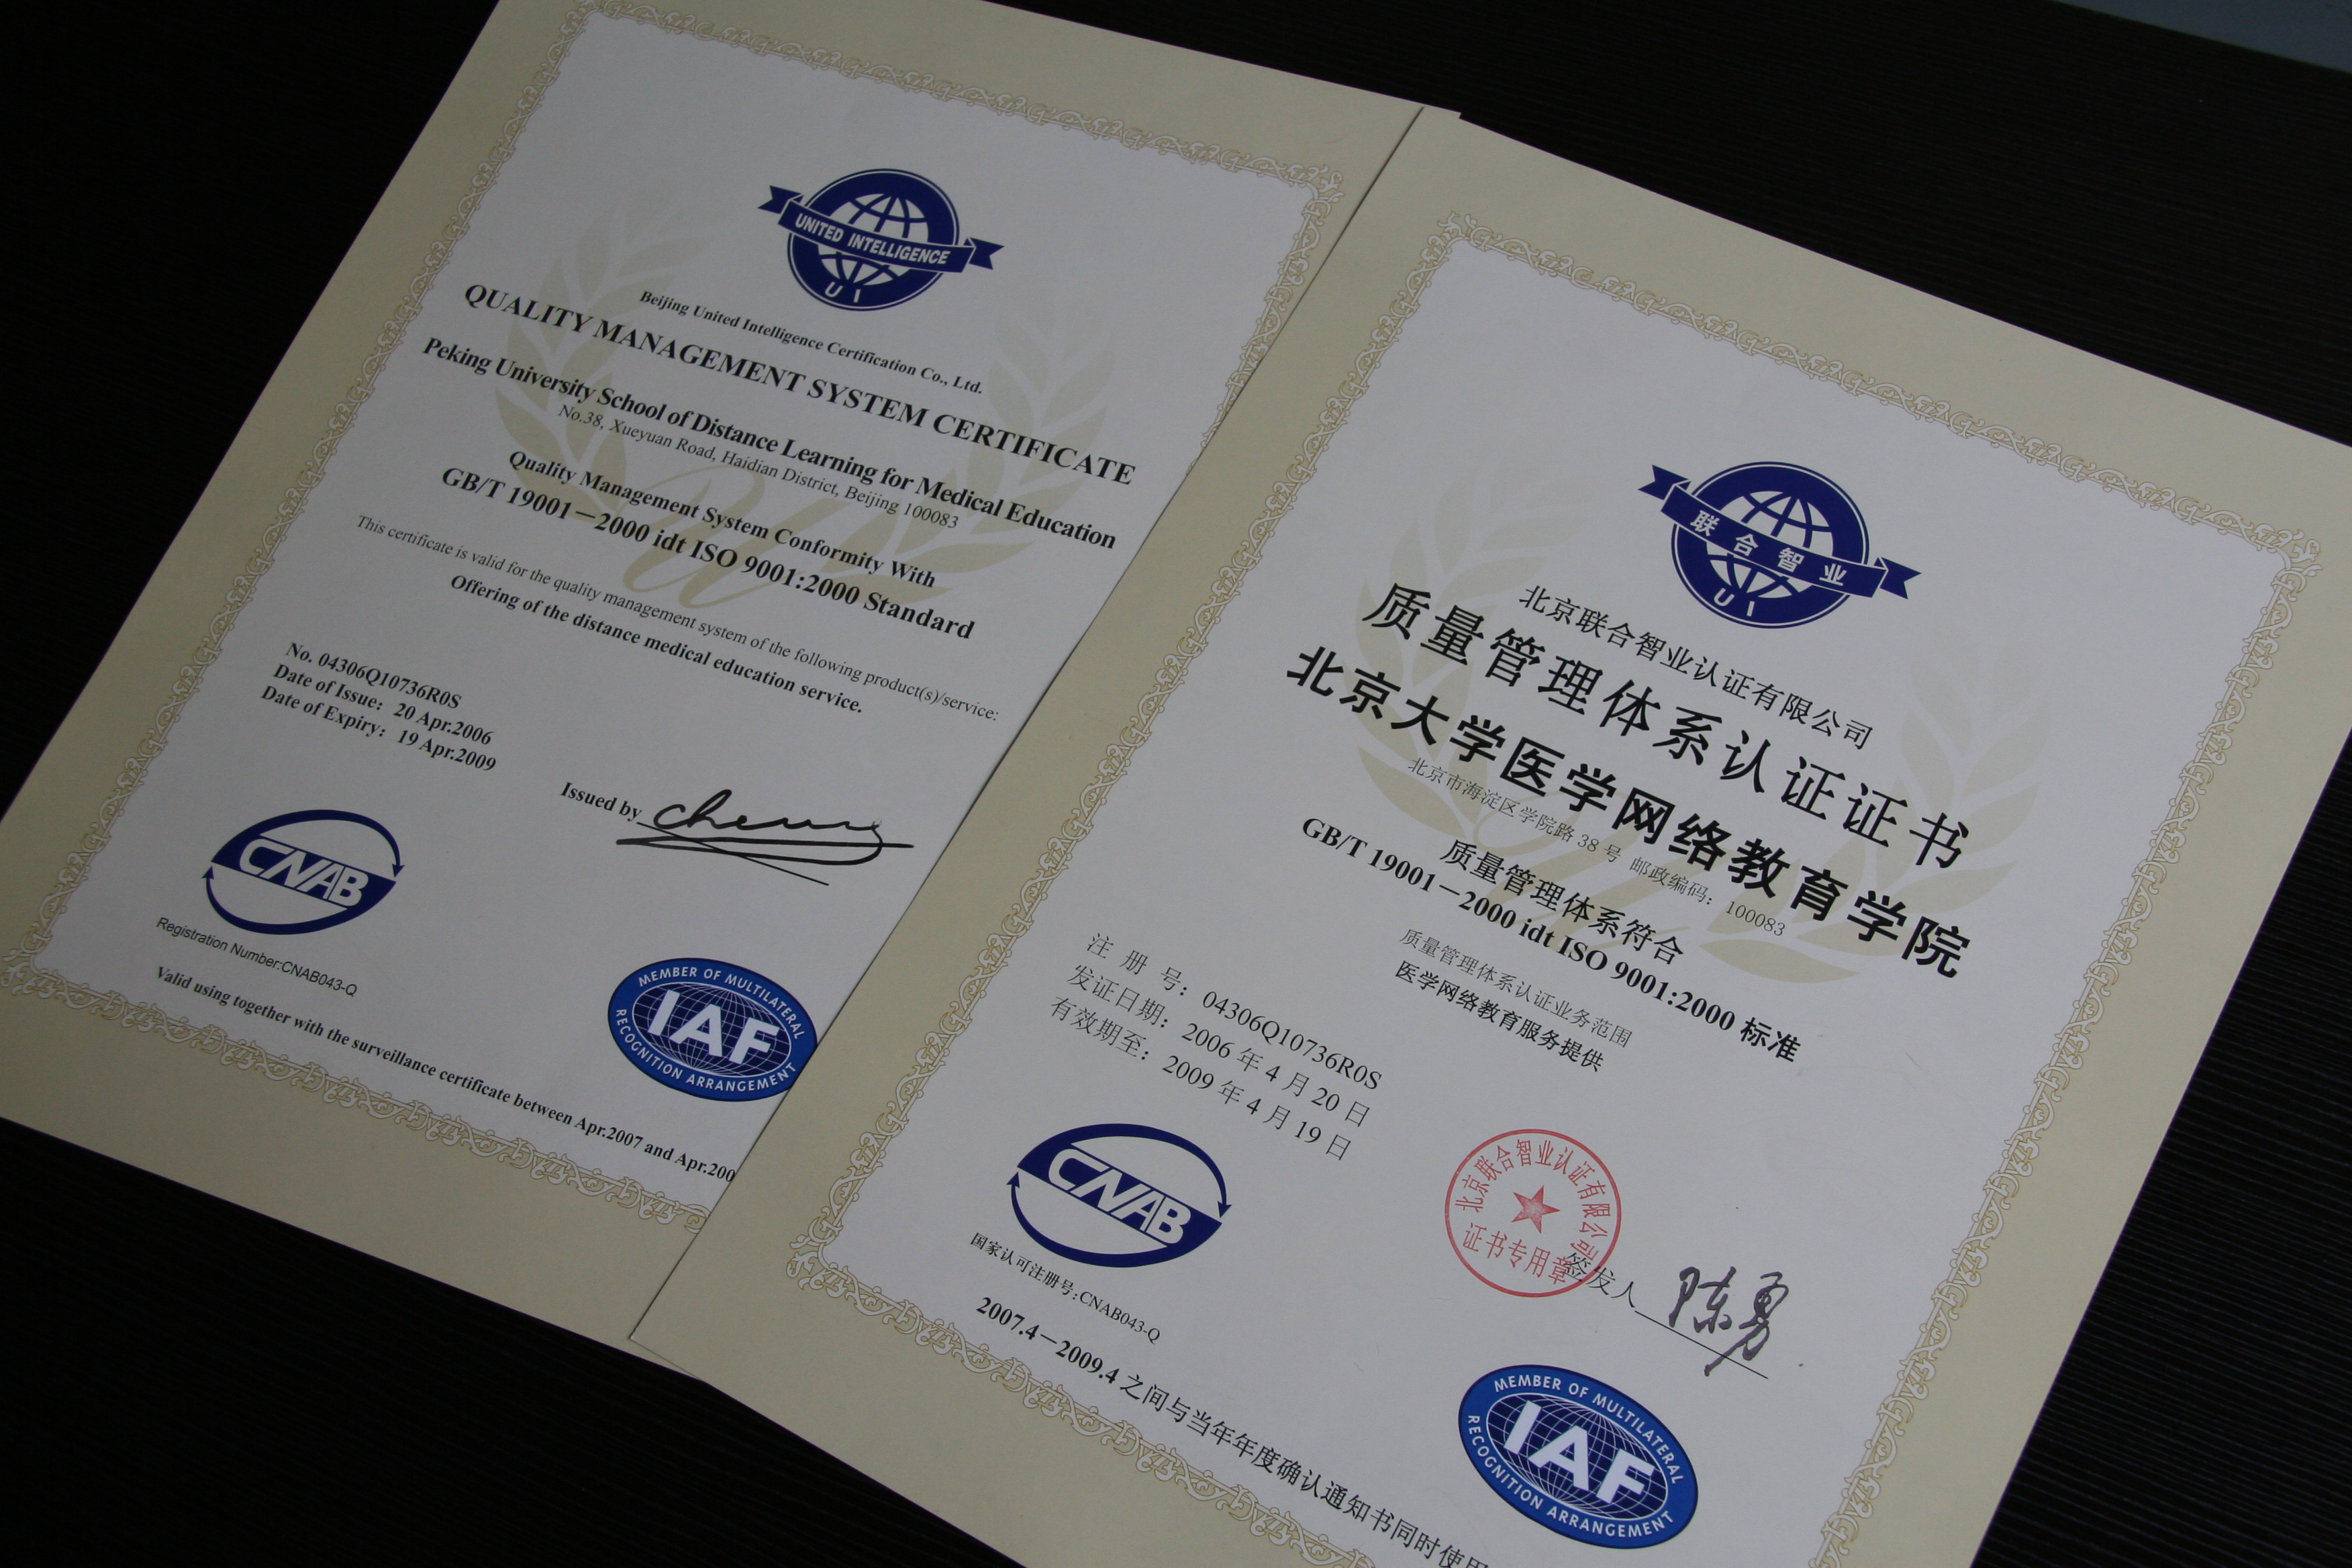 UNITED INTELLIGENCE
UI
Beijing United Intelligence Certification Co., Ltd.
QUALITY MANAGEMENT SYSTEM CERTIFICATE
Peking University School of Distance Learning for Medical Education
No.38, Xueyuan Road, Haidian District, Beijing 100083
Quality Management System Conformity With
GB/T 19001－2000 idt ISO 9001:2000 Standard
This certificate is valid for the quality management system of the following product(s)/service:
Offering of the distance medical education service.
No. 04306Q10736R0S
Date of Issue: 20 Apr.2006
Date of Expiry: 19 Apr.2009
Issued by
CNAB
Registration Number:CNAB043-Q
MEMBER OF MULTILATERAL
IAF
RECOGNITION ARRANGEMENT
Valid using together with the surveillance certificate between Apr.2007 and Apr.200
联合智业
UI
北京联合智业认证有限公司
质量管理体系认证证书
北京大学医学网络教育学院
北京市海淀区学院路 38 号 邮政编码：100083
质量管理体系符合
GB/T 19001－2000 idt ISO 9001:2000 标准
质量管理体系认证业务范围
医学网络教育服务提供
注 册 号：04306Q10736R0S
发证日期：2006 年 4 月 20 日
有效期至：2009 年 4 月 19 日
北京联合智业认证有限公司
证书专用章
签发人 陈勇
CNAB
国家认可注册号:CNAB043-Q
MEMBER OF MULTILATERAL
IAF
RECOGNITION ARRANGEMENT
2007.4－2009.4 之间与当年年度确认通知书同时使用